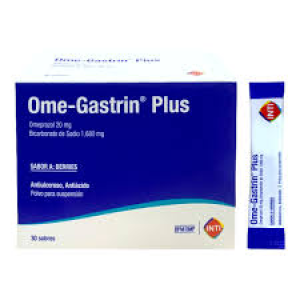 Ome-Gastrin® Plus
Omeprazol 20 mg
Bicarbonato de Sodio 1,680 mg
SABOR A: BERRIES
Antiulceroso, Antiácido
Polvo para suspensión
30 sobres
INTI
Ome-Gastrin® Plus
INTI